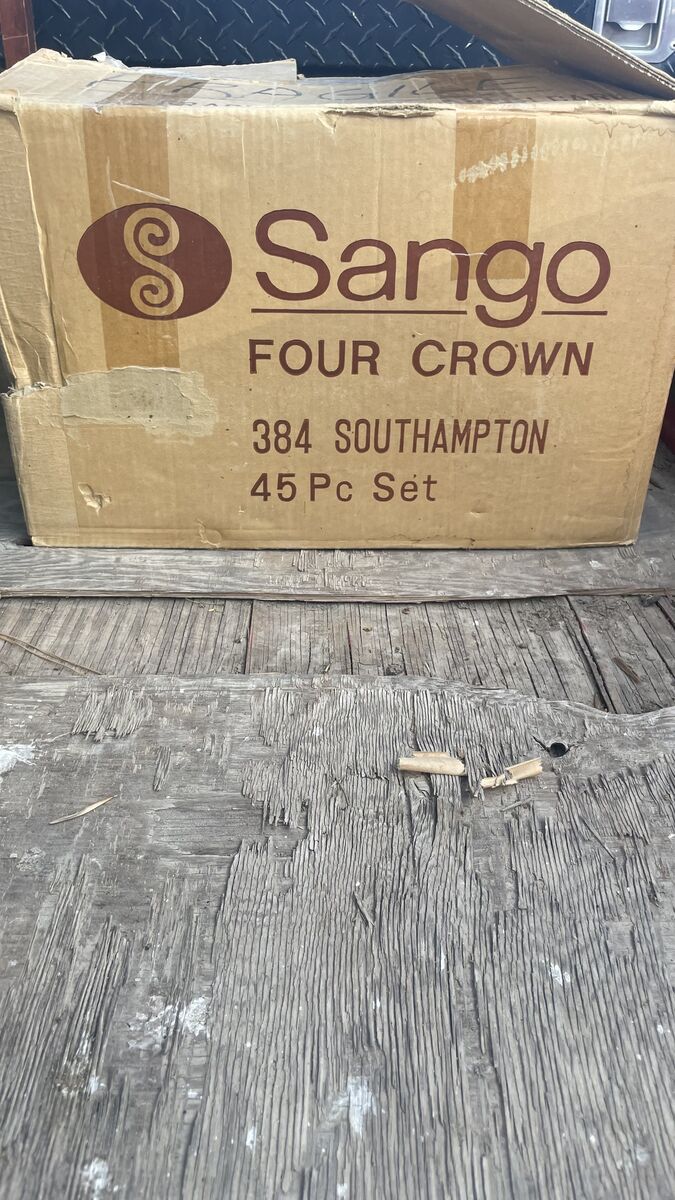 Sango
FOUR CROWN
384 SOUTHAMPTON
45 Pc Set